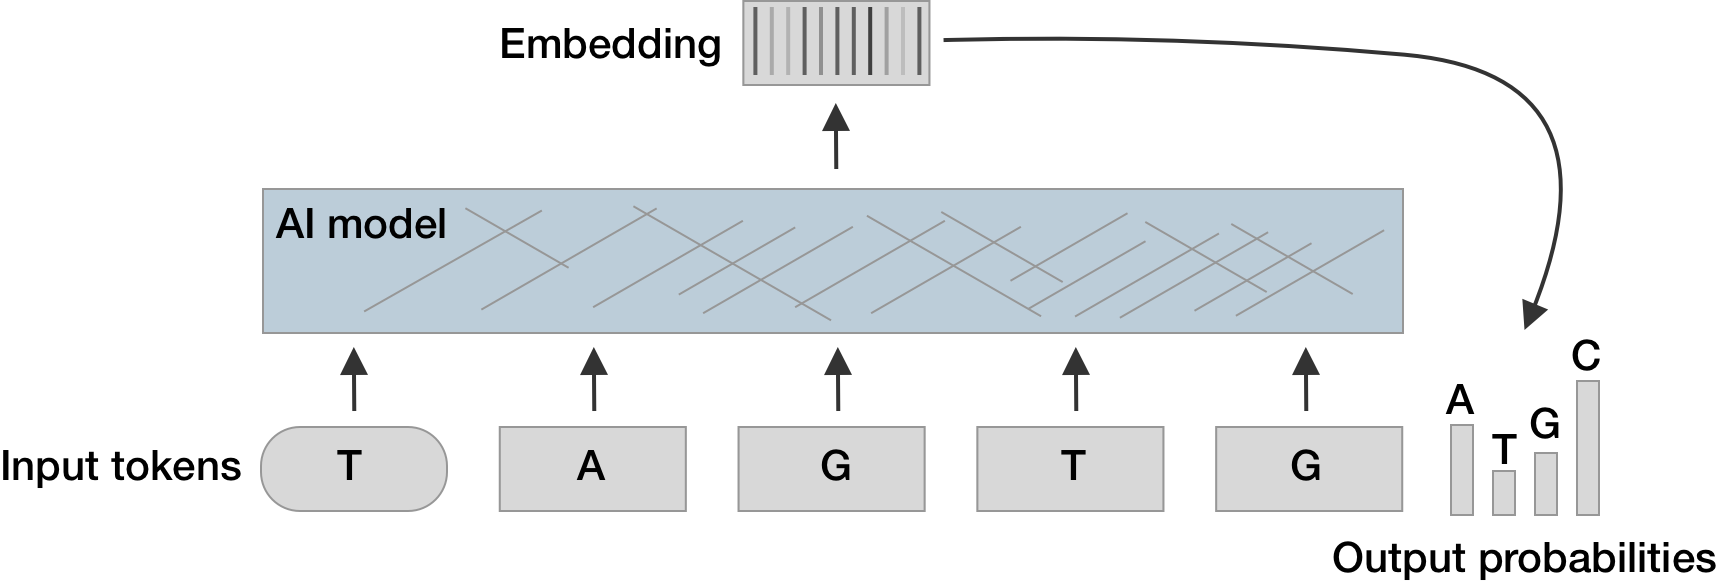 Embedding
AI model
Input tokens
T A G T G
A T G C
Output probabilities